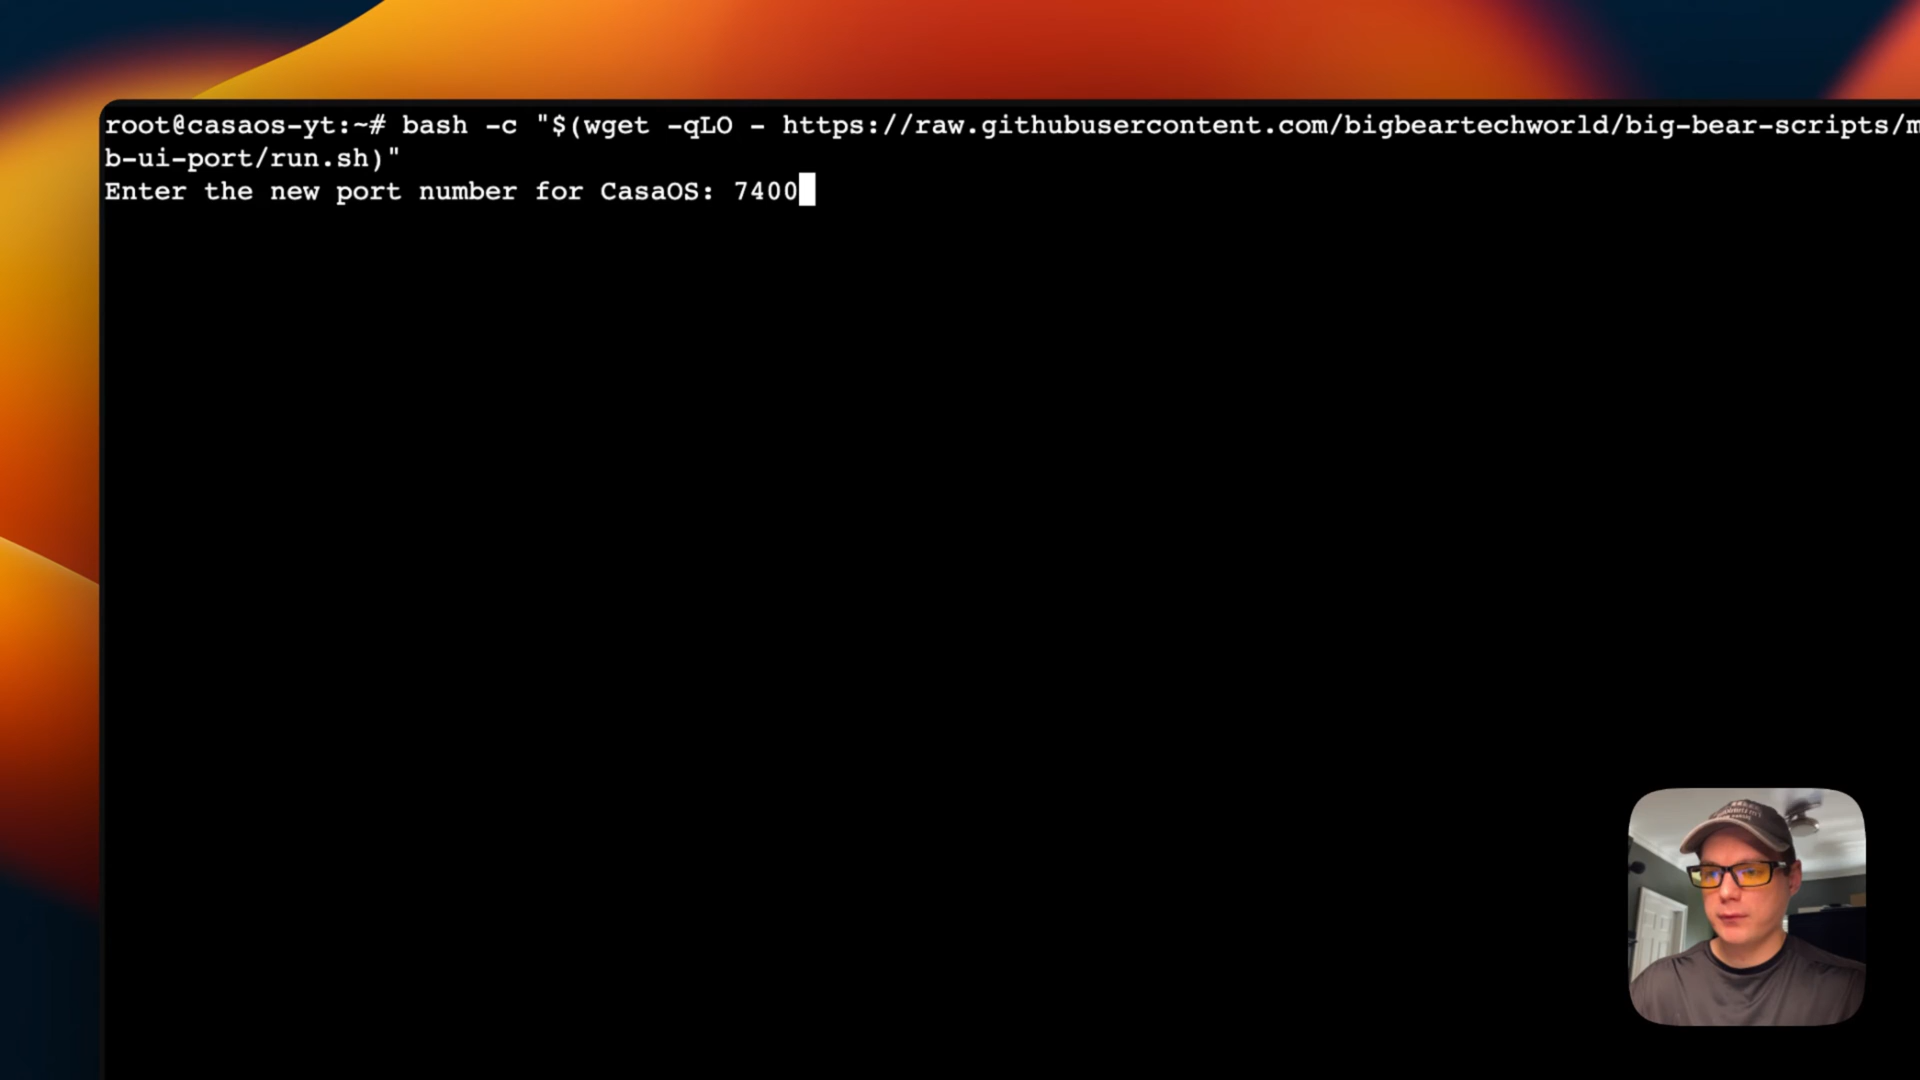 root@casaos-yt:~# bash -c "$(wget -qLO - https://raw.githubusercontent.com/bigbeartechworld/big-bear-scripts/m
b-ui-port/run.sh)"
Enter the new port number for CasaOS: 7400